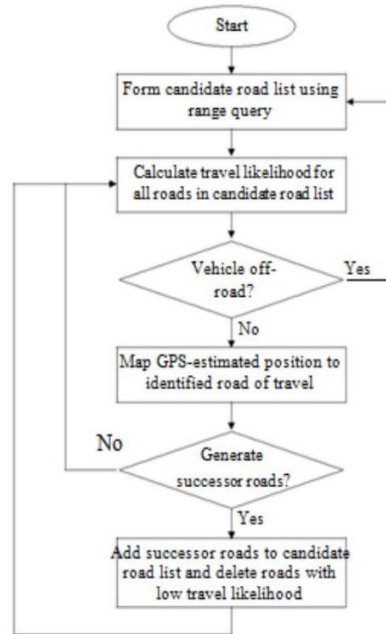 Start
Form candidate road list using
range query
Calculate travel likelihood for
all roads in candidate road list
Vehicle off-
road?
Yes
No
Map GPS-estimated position to
identified road of travel
No
Generate
successor roads?
Yes
Add successor roads to candidate
road list and delete roads with
low travel likelihood